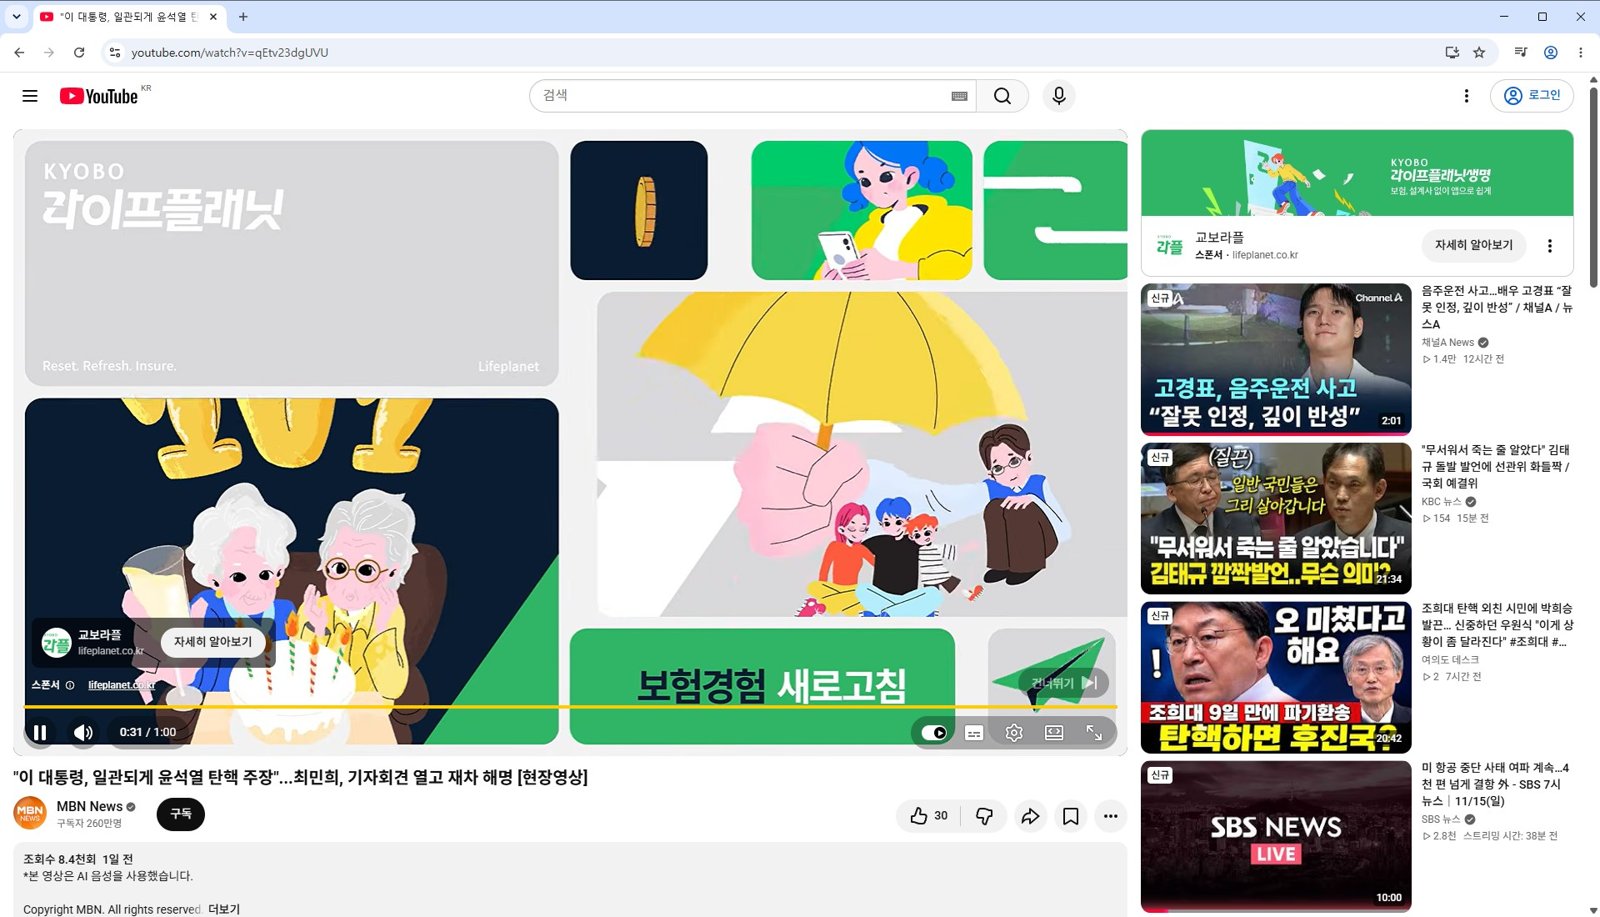 "이 대통령, 일관되게 윤석열 탄
youtube.com/watch?v=qEtv23dgUVU
YouTube KR
검색
로그인
KYOBO
라이프플래닛
Reset. Refresh. Insure.
Lifeplanet
보험경험 새로고침
건너뛰기
KYOBO
라플
교보라플
lifeplanet.co.kr
자세히 알아보기
스폰서
lifeplanet.co.kr
0:31 / 1:00
"이 대통령, 일관되게 윤석열 탄핵 주장"...최민희, 기자회견 열고 재차 해명 [현장영상]
MBN NEWS
MBN News
구독자 260만명
구독
30
조회수 8.4천회 1일 전
*본 영상은 AI 음성을 사용했습니다.
Copyright MBN. All rights reserved. 더보기
KYOBO
라이프플래닛생명
보험, 설계사 없이 앱으로 쉽게
라플
교보라플
스폰서 · lifeplanet.co.kr
자세히 알아보기
신규
Channel A
고경표, 음주운전 사고
“잘못 인정, 깊이 반성”
2:01
음주운전 사고…배우 고경표 “잘
못 인정, 깊이 반성” / 채널A / 뉴
스A
채널A News
1.4만 12시간 전
신규
(질끈)
일반 국민들은
그리 살아갑니다
"무서워서 죽는 줄 알았습니다"
김태규 깜짝발언..무슨 의미?
21:34
"무서워서 죽는 줄 알았다" 김태
규 돌발 발언에 선관위 화들짝 /
국회 예결위
KBC 뉴스
154 15분 전
신규
오 미쳤다고
해요
!
조희대 9일 만에 파기환송
탄핵하면 후진국?
20:42
조희대 탄핵 외친 시민에 박희승
발끈... 신중하던 우원식 "이게 상
황이 좀 달라진다" #조희대 #...
여의도 데스크
2 7시간 전
신규
SBS NEWS
LIVE
10:00
미 항공 중단 사태 여파 계속…4
천 편 넘게 결항 外 - SBS 7시
뉴스｜11/15(일)
SBS 뉴스
2.8천 스트리밍 시간: 38분 전